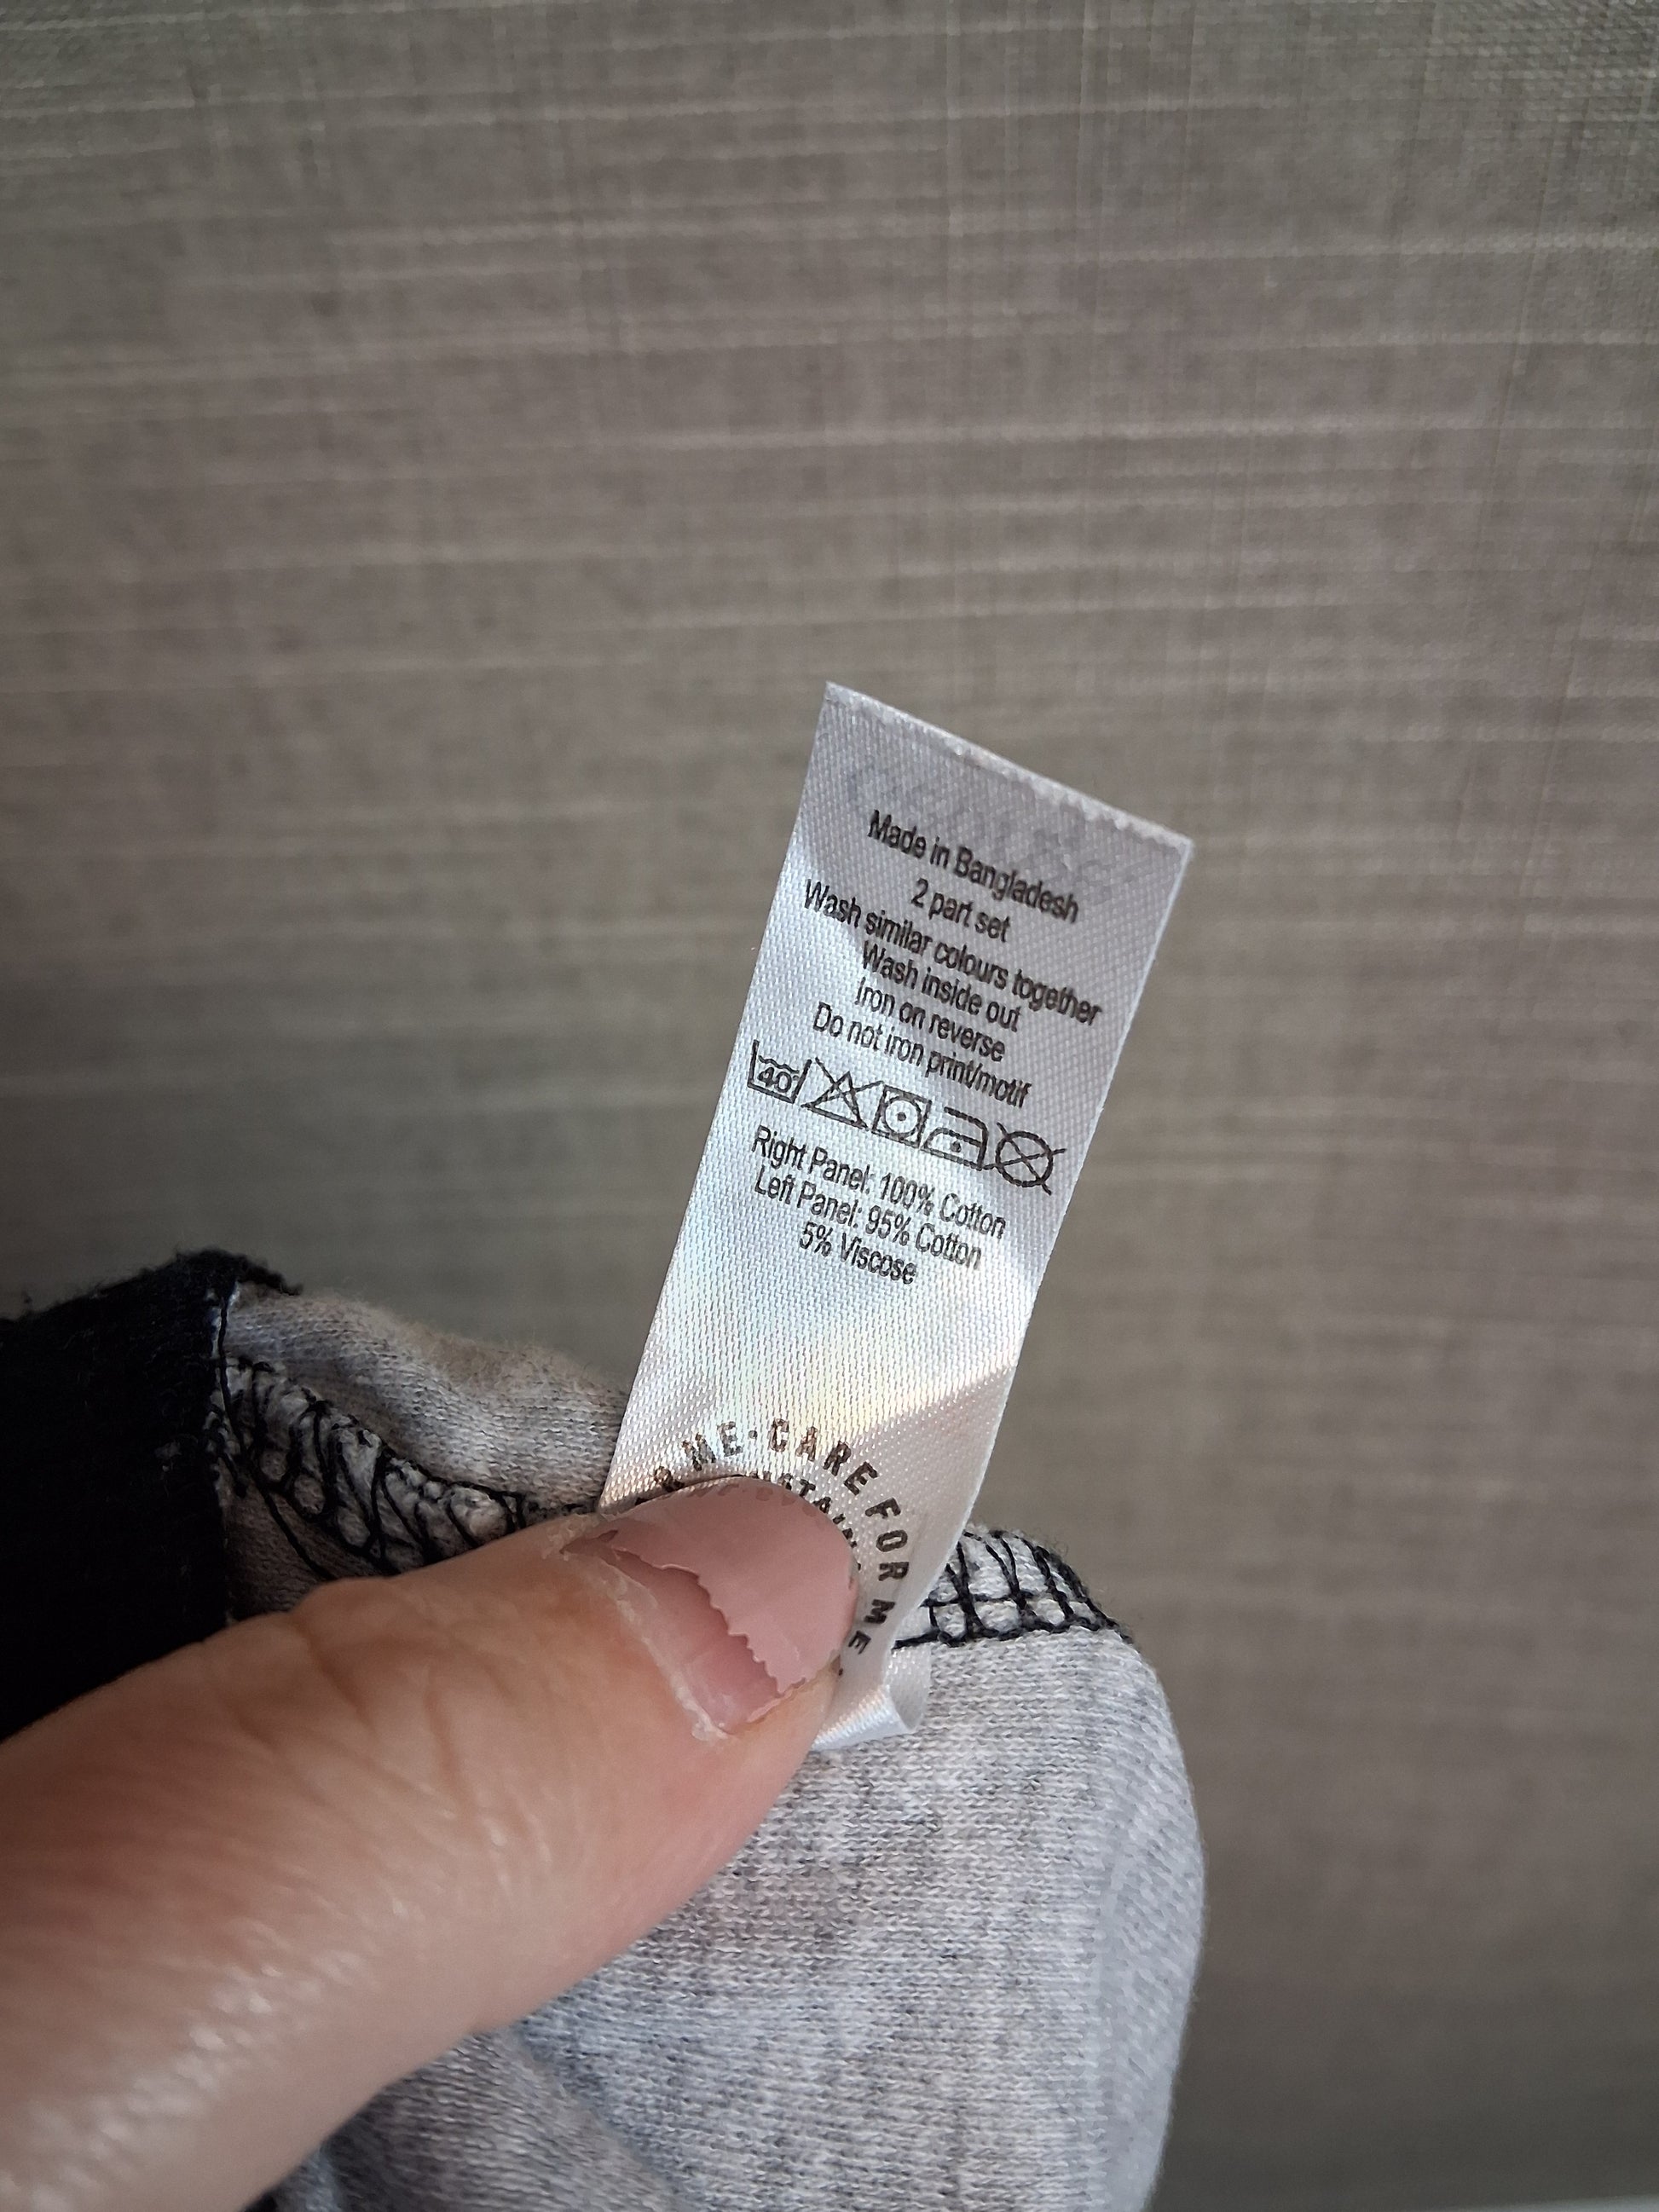 Made in Bangladesh
2 part set
Wash similar colours together
Wash inside out
Iron on reverse
Do not iron print/motif
40
Right Panel: 100% Cotton
Left Panel: 95% Cotton
5% Viscose
ME · CARE FOR ME ·